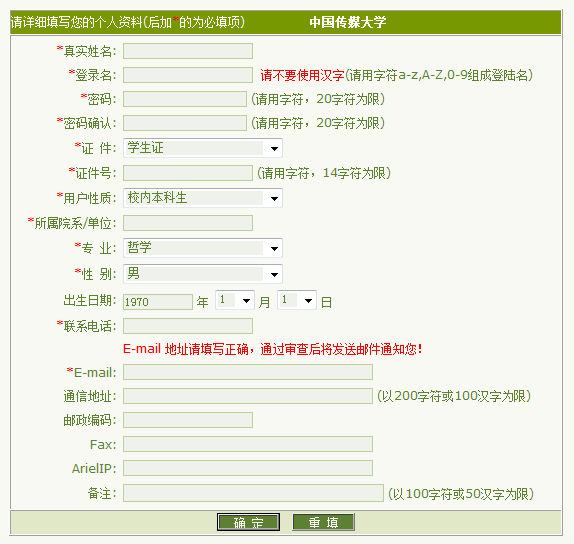 请详细填写您的个人资料(后加*的为必填项) 中国传媒大学
*真实姓名:
*登录名: 请不要使用汉字(请用字符a-z,A-Z,0-9组成登陆名)
*密码: (请用字符，20字符为限)
*密码确认: (请用字符，20字符为限)
*证 件: 学生证
*证件号: (请用字符，14字符为限)
*用户性质: 校内本科生
*所属院系/单位:
*专 业: 哲学
*性 别: 男
出生日期: 1970 年 1 月 1 日
*联系电话:
E-mail 地址请填写正确，通过审查后将发送邮件通知您!
*E-mail:
通信地址: (以200字符或100汉字为限)
邮政编码:
Fax:
ArielIP:
备注: (以100字符或50汉字为限)
确 定 重 填